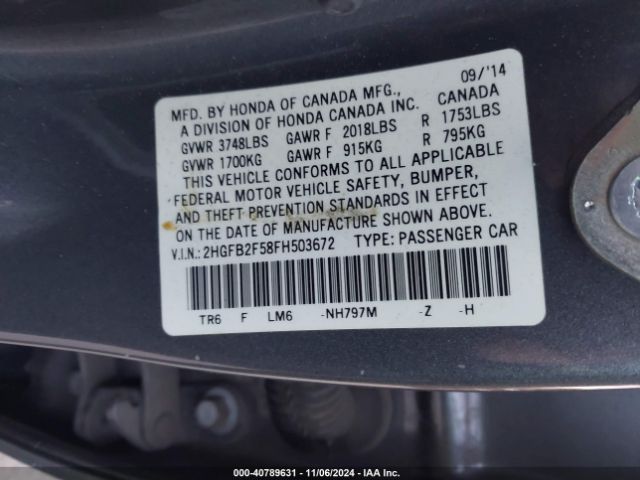 09/'14
MFD. BY HONDA OF CANADA MFG.,
A DIVISION OF HONDA CANADA INC. CANADA
GVWR 3748LBS GAWR F 2018LBS R 1753LBS
GVWR 1700KG GAWR F 915KG R 795KG
THIS VEHICLE CONFORMS TO ALL APPLICABLE
FEDERAL MOTOR VEHICLE SAFETY, BUMPER,
AND THEFT PREVENTION STANDARDS IN EFFECT
ON THE DATE OF MANUFACTURE SHOWN ABOVE.
V.I.N.: 2HGFB2F58FH503672 TYPE: PASSENGER CAR
TR6 F LM6 -NH797M -Z -H
000-40789631 - 11/06/2024 - IAA Inc.